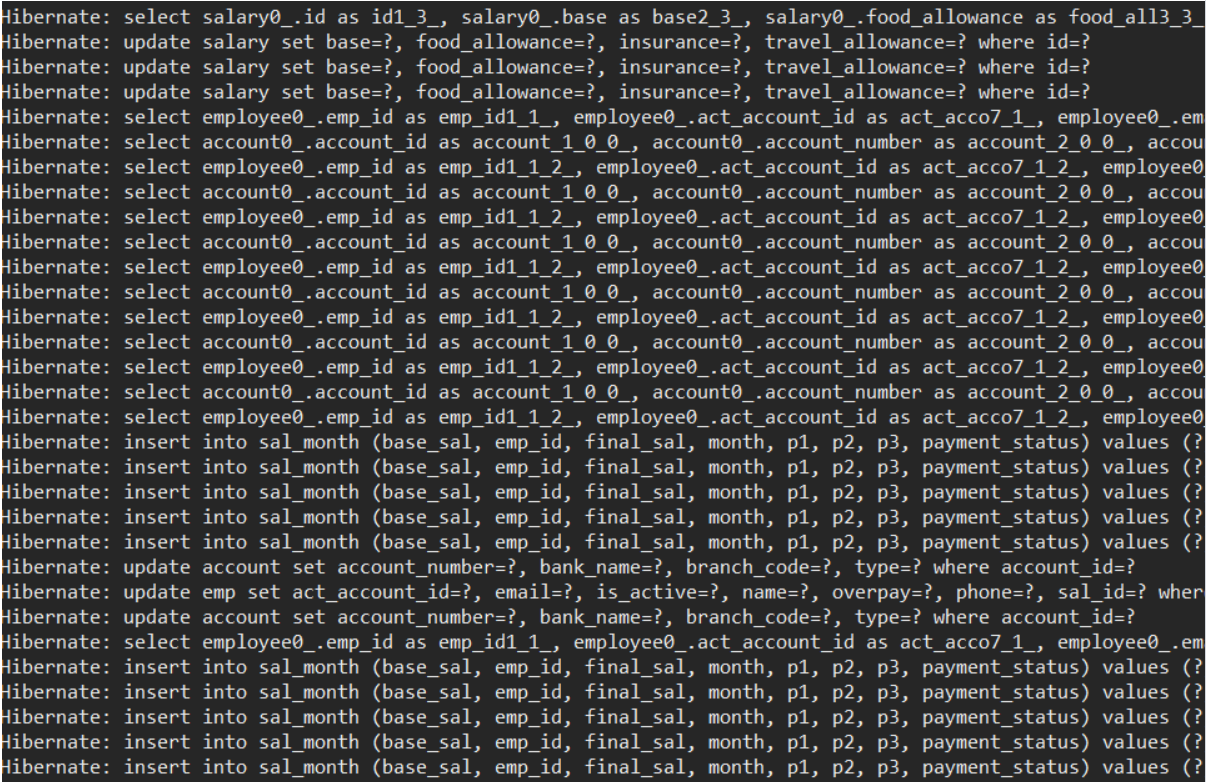 Hibernate: select salary0_.id as id1_3_, salary0_.base as base2_3_, salary0_.food_allowance as food_all3_3_
Hibernate: update salary set base=?, food_allowance=?, insurance=?, travel_allowance=? where id=?
Hibernate: update salary set base=?, food_allowance=?, insurance=?, travel_allowance=? where id=?
Hibernate: update salary set base=?, food_allowance=?, insurance=?, travel_allowance=? where id=?
Hibernate: select employee0_.emp_id as emp_id1_1_, employee0_.act_account_id as act_acco7_1_, employee0_.em
Hibernate: select account0_.account_id as account_1_0_0_, account0_.account_number as account_2_0_0_, accou
Hibernate: select employee0_.emp_id as emp_id1_1_2_, employee0_.act_account_id as act_acco7_1_2_, employee0
Hibernate: select account0_.account_id as account_1_0_0_, account0_.account_number as account_2_0_0_, accou
Hibernate: select employee0_.emp_id as emp_id1_1_2_, employee0_.act_account_id as act_acco7_1_2_, employee0
Hibernate: select account0_.account_id as account_1_0_0_, account0_.account_number as account_2_0_0_, accou
Hibernate: select employee0_.emp_id as emp_id1_1_2_, employee0_.act_account_id as act_acco7_1_2_, employee0
Hibernate: select account0_.account_id as account_1_0_0_, account0_.account_number as account_2_0_0_, accou
Hibernate: select employee0_.emp_id as emp_id1_1_2_, employee0_.act_account_id as act_acco7_1_2_, employee0
Hibernate: select account0_.account_id as account_1_0_0_, account0_.account_number as account_2_0_0_, accou
Hibernate: select employee0_.emp_id as emp_id1_1_2_, employee0_.act_account_id as act_acco7_1_2_, employee0
Hibernate: select account0_.account_id as account_1_0_0_, account0_.account_number as account_2_0_0_, accou
Hibernate: select employee0_.emp_id as emp_id1_1_2_, employee0_.act_account_id as act_acco7_1_2_, employee0
Hibernate: insert into sal_month (base_sal, emp_id, final_sal, month, p1, p2, p3, payment_status) values (?
Hibernate: insert into sal_month (base_sal, emp_id, final_sal, month, p1, p2, p3, payment_status) values (?
Hibernate: insert into sal_month (base_sal, emp_id, final_sal, month, p1, p2, p3, payment_status) values (?
Hibernate: insert into sal_month (base_sal, emp_id, final_sal, month, p1, p2, p3, payment_status) values (?
Hibernate: insert into sal_month (base_sal, emp_id, final_sal, month, p1, p2, p3, payment_status) values (?
Hibernate: update account set account_number=?, bank_name=?, branch_code=?, type=? where account_id=?
Hibernate: update emp set act_account_id=?, email=?, is_active=?, name=?, overpay=?, phone=?, sal_id=? wher
Hibernate: update account set account_number=?, bank_name=?, branch_code=?, type=? where account_id=?
Hibernate: select employee0_.emp_id as emp_id1_1_, employee0_.act_account_id as act_acco7_1_, employee0_.em
Hibernate: insert into sal_month (base_sal, emp_id, final_sal, month, p1, p2, p3, payment_status) values (?
Hibernate: insert into sal_month (base_sal, emp_id, final_sal, month, p1, p2, p3, payment_status) values (?
Hibernate: insert into sal_month (base_sal, emp_id, final_sal, month, p1, p2, p3, payment_status) values (?
Hibernate: insert into sal_month (base_sal, emp_id, final_sal, month, p1, p2, p3, payment_status) values (?
Hibernate: insert into sal_month (base_sal, emp_id, final_sal, month, p1, p2, p3, payment_status) values (?